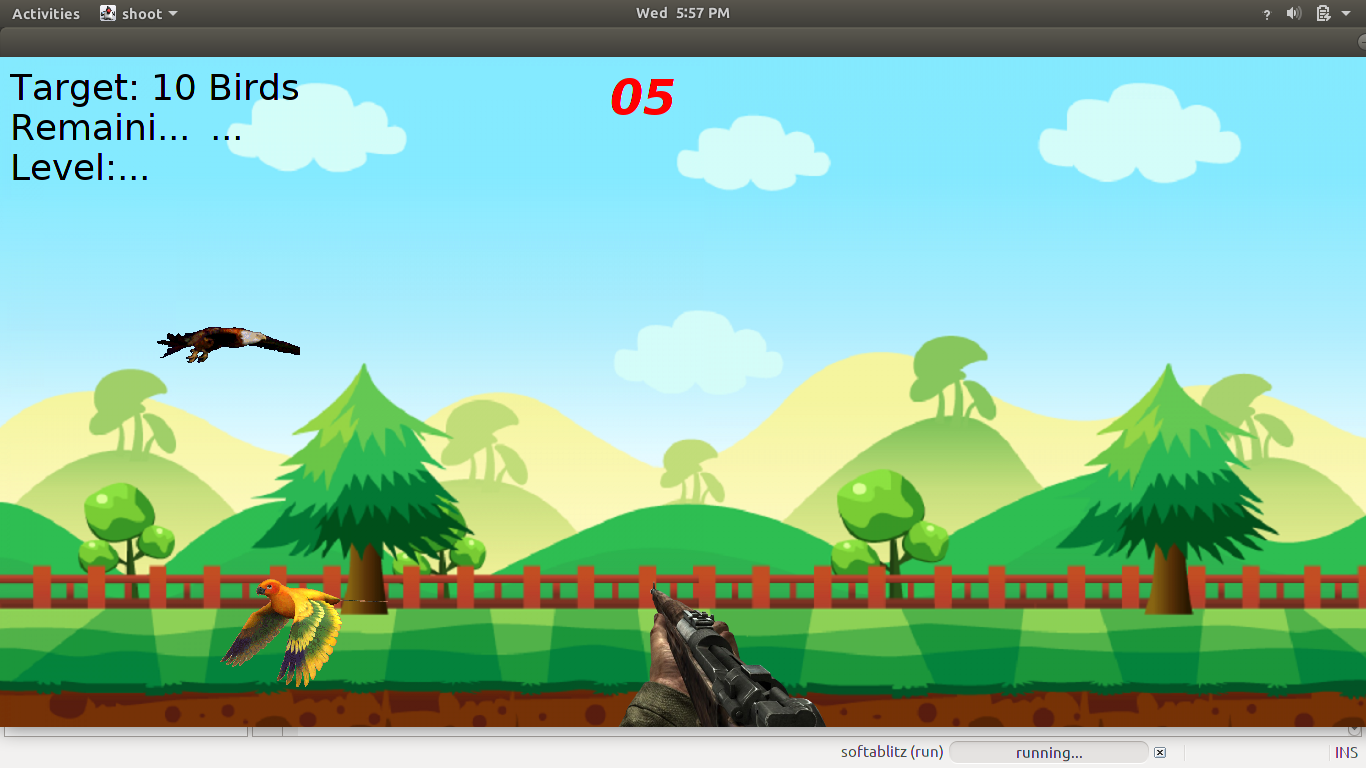 Activities shoot Wed 5:57 PM ?
Target: 10 Birds
05
Remaini... ...
Level:...
softablitz (run) running... INS